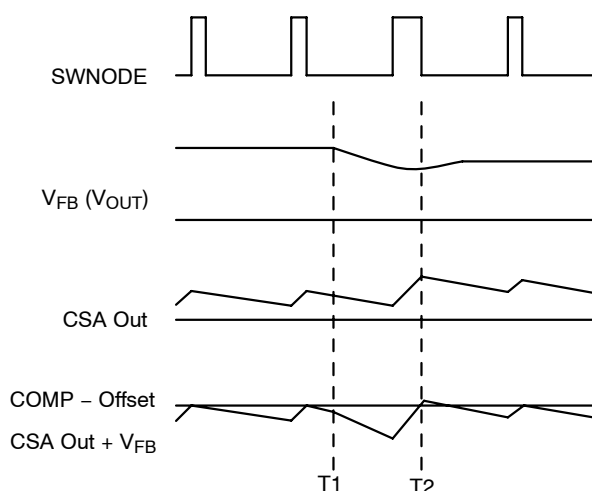 SWNODE
V_FB (V_OUT)
CSA Out
COMP – Offset
CSA Out + V_FB
T1
T2